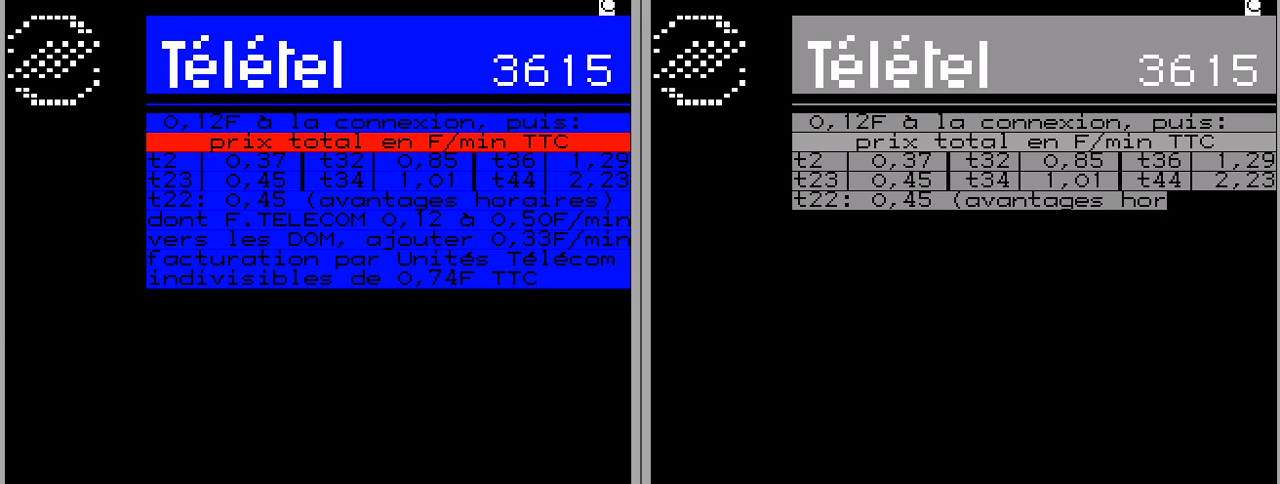 C
Télétel 3615
0,12F à la connexion, puis:
prix total en F/min TTC
t2 0,37 t32 0,85 t36 1,29
t23 0,45 t34 1,01 t44 2,23
t22: 0,45 (avantages horaires)
dont F.TELECOM 0,12 à 0,50F/min
vers les DOM, ajouter 0,33F/min
facturation par Unités Télécom
indivisibles de 0,74F TTC
C
Télétel 3615
0,12F à la connexion, puis:
prix total en F/min TTC
t2 0,37 t32 0,85 t36 1,29
t23 0,45 t34 1,01 t44 2,23
t22: 0,45 (avantages hor